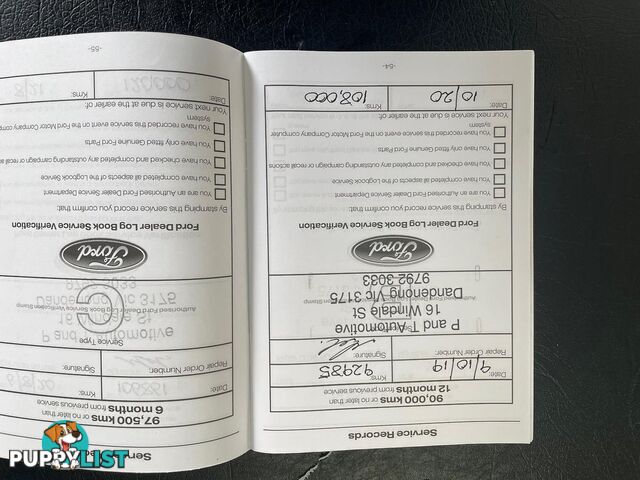 Service Records
90,000 kms or no later than
12 months from previous service
Date: 9/10/19 Kms: 92985
Repair Order Number: Signature:
P and T Automotive
16 Windale St
Dandenong Vic 3175
9792 3033
Ford
Ford Dealer Log Book Service Verification
By stamping this service record you confirm that:
You are an Authorised Ford Dealer Service Department
You have completed all aspects of the Logbook Service
You have checked and completed any outstanding campaign or recall actions
You have only fitted Genuine Ford Parts
You have recorded this service event on the Ford Motor Company computer
system
Your next service is due at the earlier of:
Date: 10/20 Kms: 108,000
-54-
97,500 kms or no later than
6 months from previous service
Date: Kms:
Repair Order Number: Signature:
Service Type
Authorised Ford Log Book Service Stamp
Ford
Ford Dealer Log Book Service Verification
By stamping this service record you confirm that:
You are an Authorised Ford Dealer Service Department
You have completed all aspects of the Logbook Service
You have checked and completed any outstanding campaign or recall
You have only fitted Genuine Ford Parts
You have recorded this service event on the Ford Motor Company
system
Your next service is due at the earlier of:
Date: Kms:
-55-
PUPPYLIST